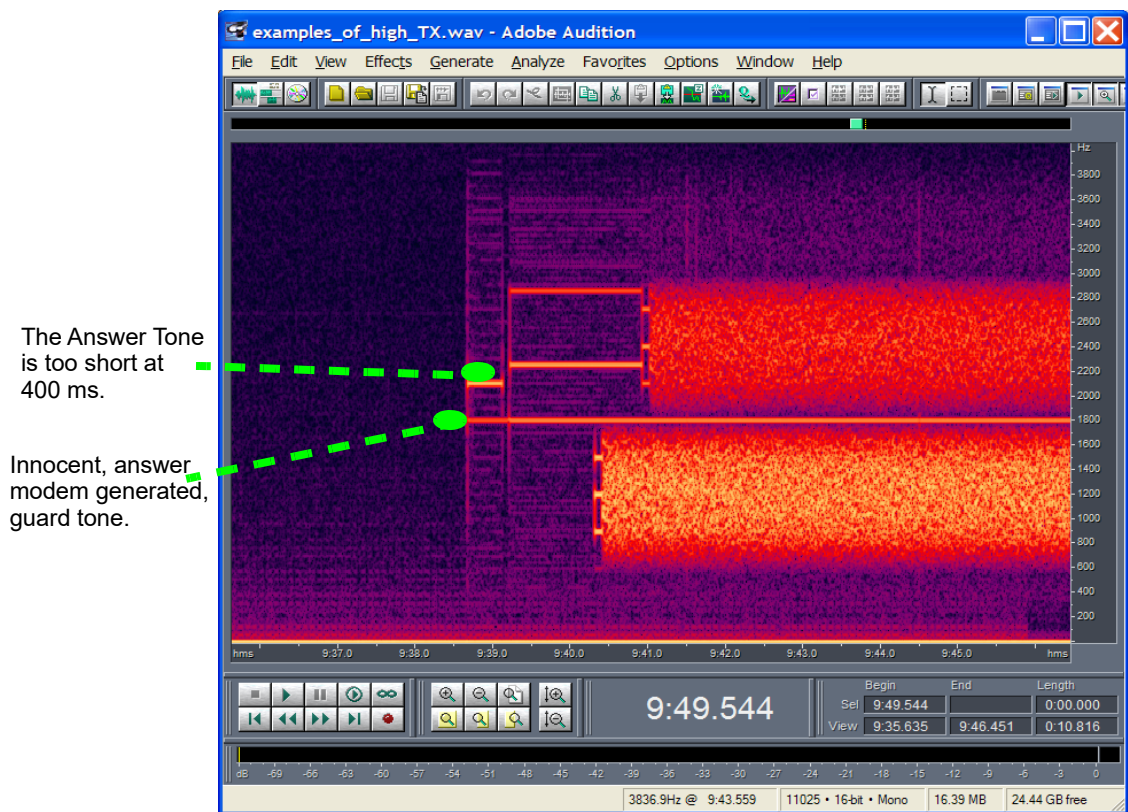 examples_of_high_TX.wav - Adobe Audition
File Edit View Effects Generate Analyze Favorites Options Window Help
Hz
3800
3600
3400
3200
3000
2800
2600
2400
2200
2000
1800
1600
1400
1200
1000
800
600
400
200
The Answer Tone
is too short at
400 ms.
Innocent, answer
modem generated,
guard tone.
hms 9:37.0 9:38.0 9:39.0 9:40.0 9:41.0 9:42.0 9:43.0 9:44.0 9:45.0 hms
9:49.544
Begin End Length
Sel 9:49.544 0:00.000
View 9:35.635 9:46.451 0:10.816
dB -69 -66 -63 -60 -57 -54 -51 -48 -45 -42 -39 -36 -33 -30 -27 -24 -21 -18 -15 -12 -9 -6 -3 0
3836.9Hz @ 9:43.559 11025 • 16-bit • Mono 16.39 MB 24.44 GB free